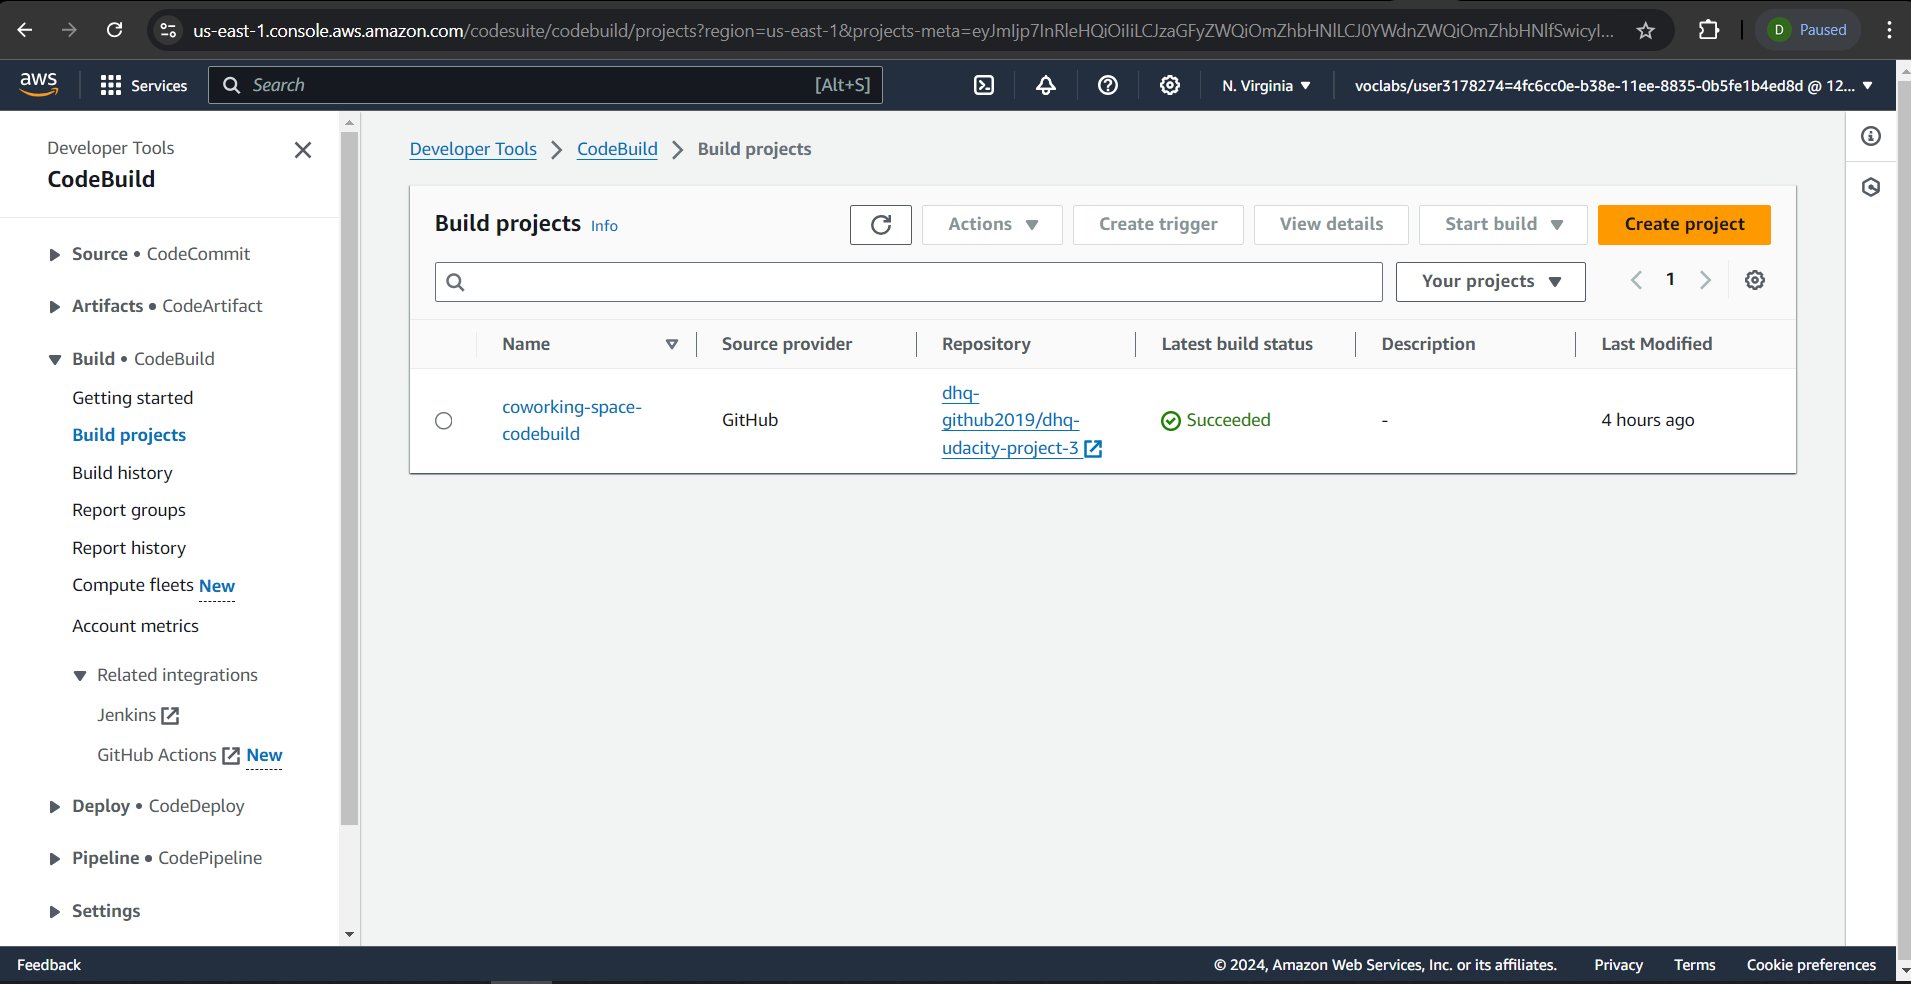 us-east-1.console.aws.amazon.com/codesuite/codebuild/projects?region=us-east-1&projects-meta=eyJmIjp7InRleHQiOiIiLCJzaGFyZWQiOmZhbHNlLCJ0YWdnZWQiOmZhbHNlfSwicyI...
D Paused
aws Services Search [Alt+S] N. Virginia voclabs/user3178274=4fc6cc0e-b38e-11ee-8835-0b5fe1b4ed8d @ 12...
Developer Tools
CodeBuild
Source • CodeCommit
Artifacts • CodeArtifact
Build • CodeBuild
Getting started
Build projects
Build history
Report groups
Report history
Compute fleets New
Account metrics
Related integrations
Jenkins
GitHub Actions New
Deploy • CodeDeploy
Pipeline • CodePipeline
Settings
Developer Tools CodeBuild Build projects
Build projects Info Actions Create trigger View details Start build Create project
Your projects 1
Name Source provider Repository Latest build status Description Last Modified
coworking-space-
codebuild
GitHub
dhq-
github2019/dhq-
udacity-project-3
Succeeded
-
4 hours ago
Feedback © 2024, Amazon Web Services, Inc. or its affiliates. Privacy Terms Cookie preferences